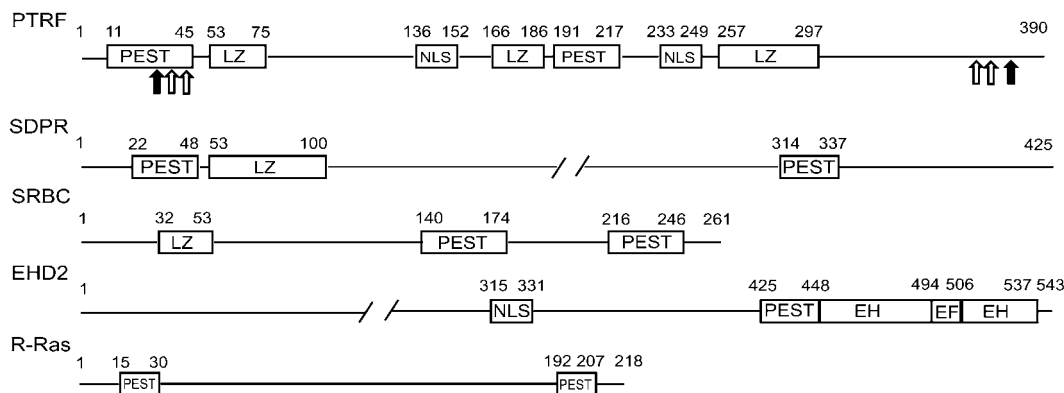 PTRF
1 11 45 53 75 136 152 166 186 191 217 233 249 257 297 390
PEST LZ NLS LZ PEST NLS LZ
SDPR
1 22 48 53 100 314 337 425
PEST LZ PEST
SRBC
1 32 53 140 174 216 246 261
LZ PEST PEST
EHD2
1 315 331 425 448 494 506 537 543
NLS PEST EH EF EH
R-Ras
1 15 30 192 207 218
PEST PEST